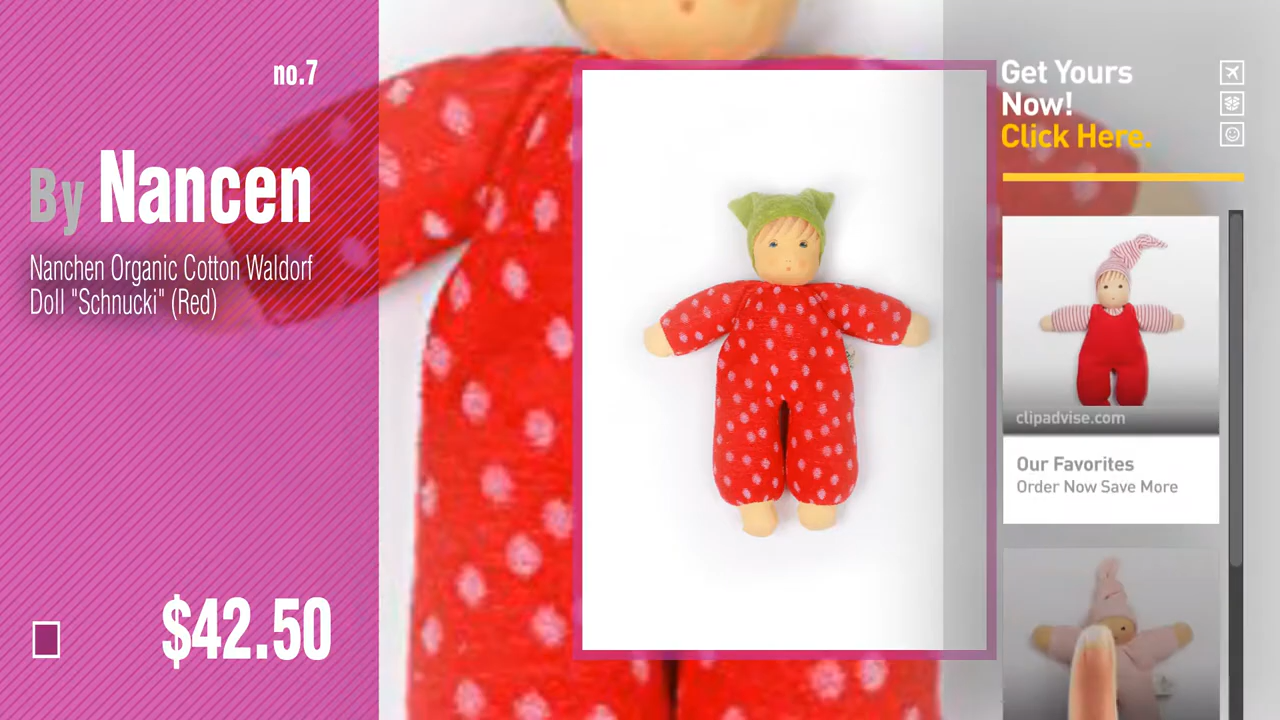 no.7
By Nancen
Nanchen Organic Cotton Waldorf
Doll "Schnucki" (Red)
$42.50
Get Yours
Now!
Click Here.
clipadvise.com
Our Favorites
Order Now Save More